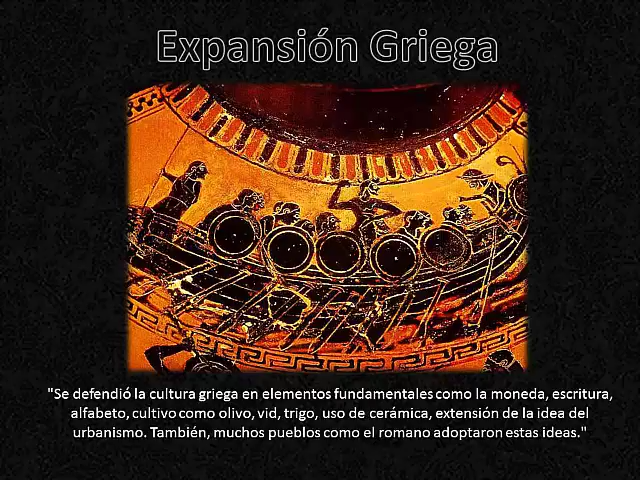 Expansión Griega
"Se defendió la cultura griega en elementos fundamentales como la moneda, escritura,
alfabeto, cultivo como olivo, vid, trigo, uso de cerámica, extensión de la idea del
urbanismo. También, muchos pueblos como el romano adoptaron estas ideas."